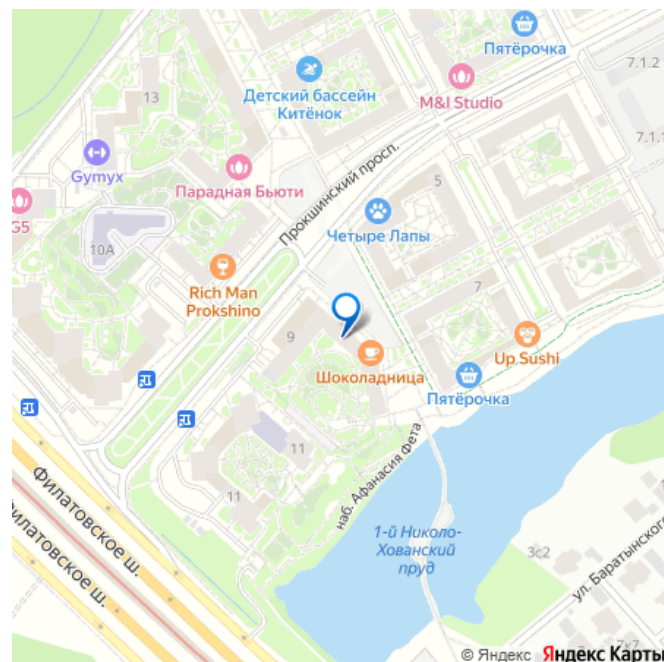 Пятёрочка
7.1.2
Детский бассейн
Китёнок
M&I Studio
13
7.1.1
Gymyx
Парадная Бьюти
Прокшинский просп.
5
G5
Четыре Лапы
10А
Rich Man
Prokshino
7
9
Up Sushi
Шоколадница
Пятёрочка
11
наб. Афанасия Фета
11
Филатовское ш.
Филатовское ш.
1-й Николо-
Хованский
пруд
3с2
ул. Баратынского
7к7
© Яндекс Яндекс Карты